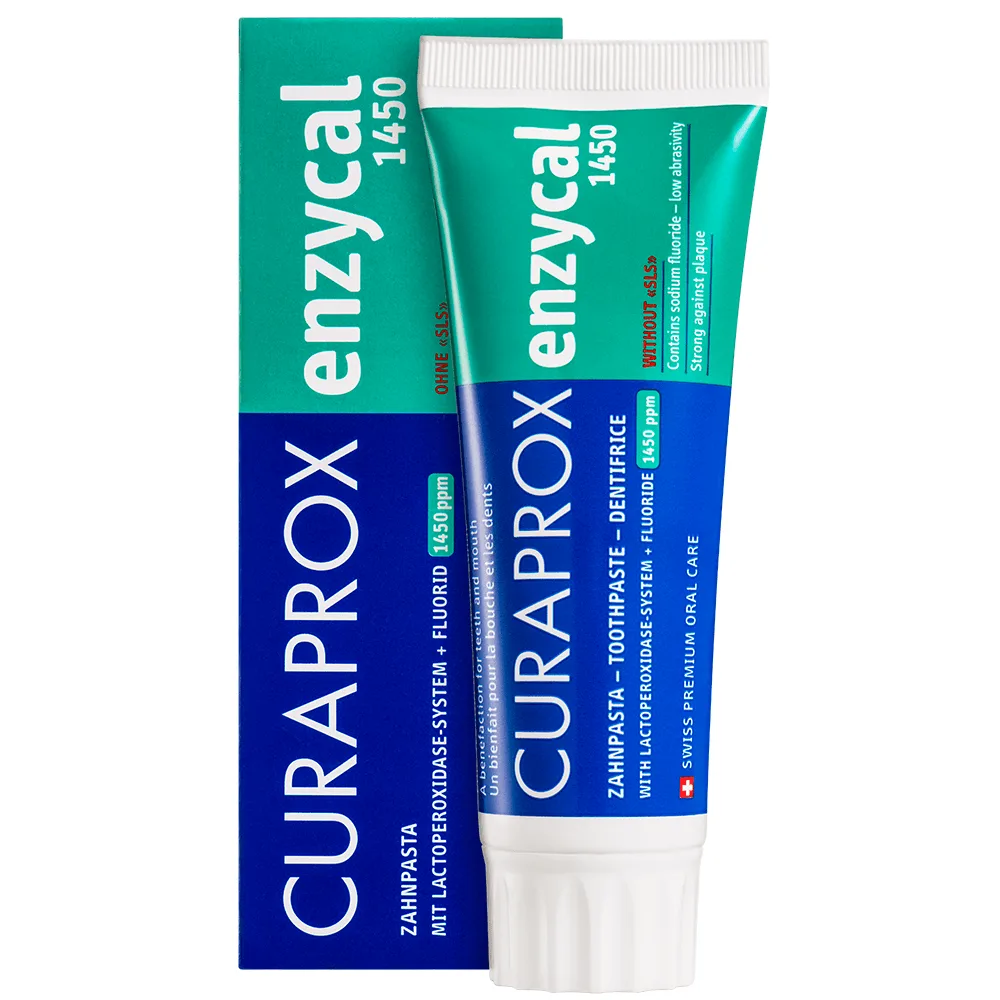 CURAPROX enzycal
1450
OHNE «SLS»
ZAHNPASTA
MIT LACTOPEROXIDASE-SYSTEM + FLUORID 1450 ppm
A benefaction for teeth and mouth
Un bienfait pour la bouche et les dents
CURAPROX enzycal
1450
ZAHNPASTA – TOOTHPASTE – DENTIFRICE
WITH LACTOPEROXIDASE-SYSTEM + FLUORIDE 1450 ppm
WITHOUT «SLS»
Contains sodium fluoride – low abrasivity
Strong against plaque
SWISS PREMIUM ORAL CARE